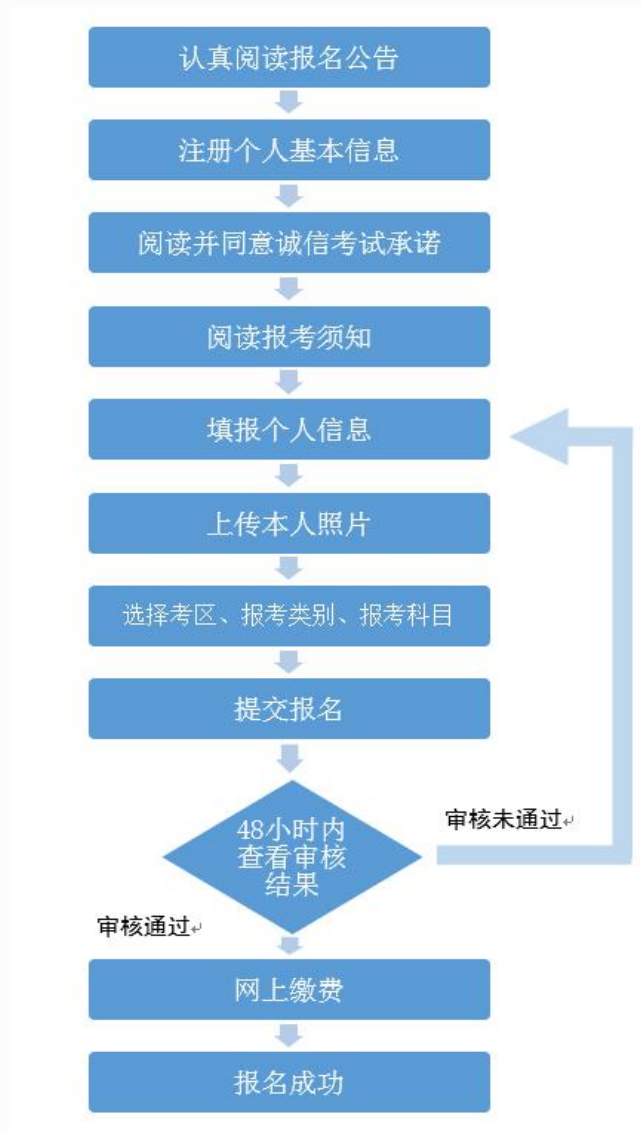 认真阅读报名公告
注册个人基本信息
阅读并同意诚信考试承诺
阅读报考须知
填报个人信息
上传本人照片
选择考区、报考类别、报考科目
提交报名
48小时内
查看审核
结果
审核未通过↵
审核通过↵
网上缴费
报名成功